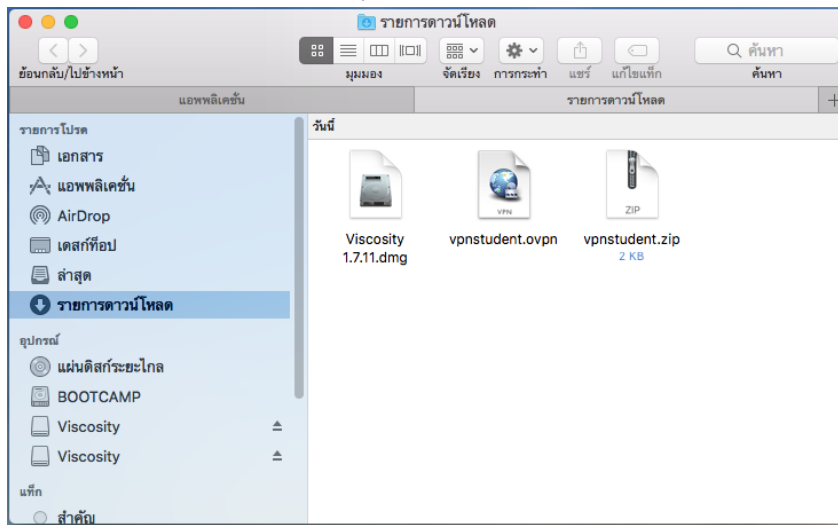 รายการดาวน์โหลด
ค้นหา
ย้อนกลับ/ไปข้างหน้า
มุมมอง
จัดเรียง
การกระทำ
แชร์
แก้ไขแท็ก
ค้นหา
แอพพลิเคชั่น
รายการดาวน์โหลด
รายการโปรด
เอกสาร
แอพพลิเคชั่น
AirDrop
เดสก์ท็อป
ล่าสุด
รายการดาวน์โหลด
อุปกรณ์
แผ่นดิสก์ระยะไกล
BOOTCAMP
Viscosity
Viscosity
แท็ก
สำคัญ
วันนี้
VPN
ZIP
Viscosity
1.7.11.dmg
vpnstudent.ovpn
vpnstudent.zip
2 KB